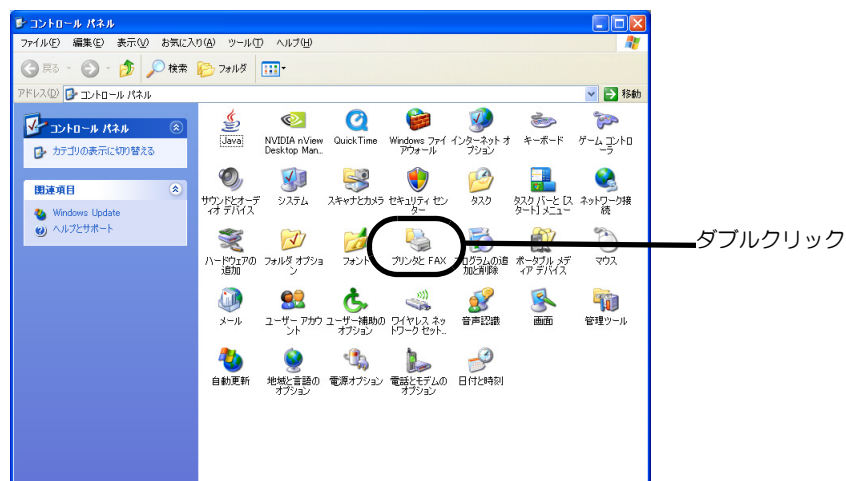 コントロール パネル
ファイル(F) 編集(E) 表示(V) お気に入り(A) ツール(T) ヘルプ(H)
戻る 検索 フォルダ
アドレス(D) コントロール パネル 移動
コントロール パネル
カテゴリの表示に切り替える
関連項目
Windows Update
ヘルプとサポート
Java
NVIDIA nView
Desktop Man...
QuickTime
Windows ファイ
アウォール
インターネット オ
プション
キーボード
ゲーム コントロ
ーラ
サウンドとオーデ
ィオ デバイス
システム
スキャナとカメラ
セキュリティ セン
ター
タスク
タスク バーと [ス
タート] メニュー
ネットワーク接
続
ハードウェアの
追加
フォルダ オプショ
ン
フォント
プリンタと FAX
プログラムの追
加と削除
ポータブル メデ
ィア デバイス
マウス
メール
ユーザー アカウ
ント
ユーザー補助の
オプション
ワイヤレス ネッ
トワーク セット...
音声認識
画面
管理ツール
自動更新
地域と言語の
オプション
電源オプション
電話とモデムの
オプション
日付と時刻
ダブルクリック